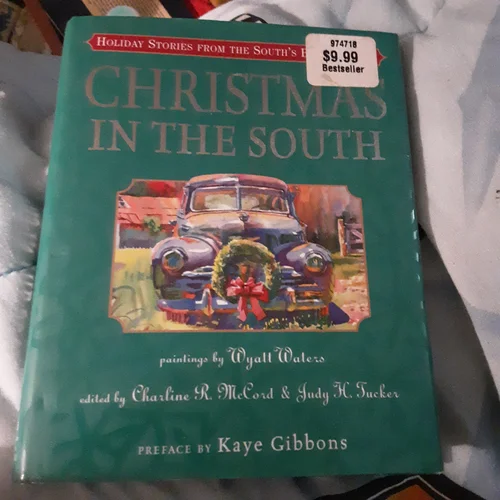 HOLIDAY STORIES FROM THE SOUTH'S
974718
$9.99
Bestseller
CHRISTMAS
IN THE SOUTH
paintings by Wyatt Waters
edited by Charline R. McCord & Judy H. Tucker
PREFACE BY Kaye Gibbons